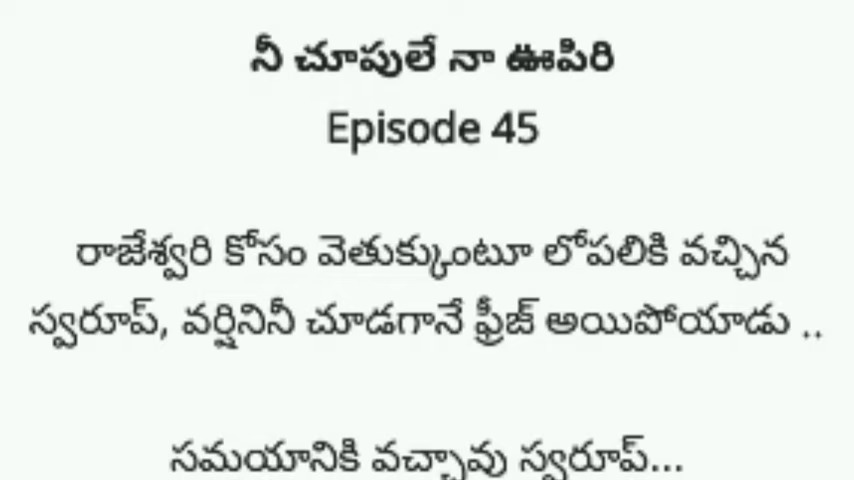 నీ చూపులే నా ఊపిరి
Episode 45
రాజేశ్వరి కోసం వెతుక్కుంటూ లోపలికి వచ్చిన
స్వరూప్, వర్షినినీ చూడగానే ఫ్రీజ్ అయిపోయాడు ..
సమయానికి వచ్చావు స్వరూప్...